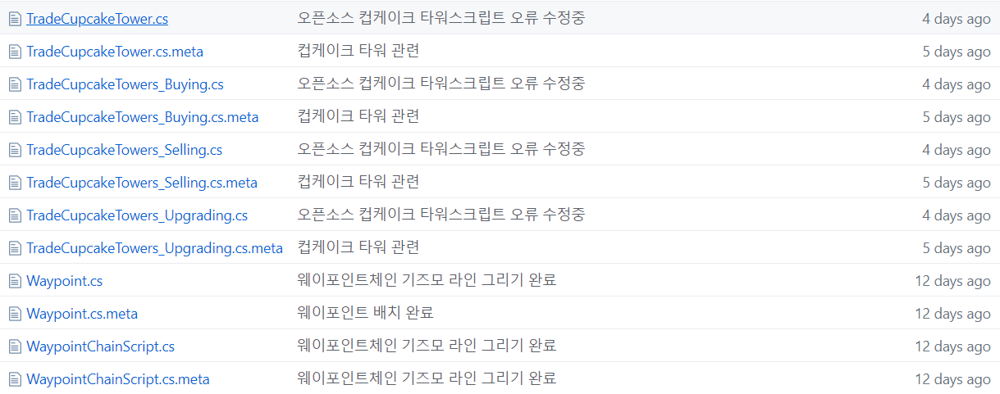 TradeCupcakeTower.cs 오픈소스 컵케이크 타워스크립트 오류 수정중 4 days ago
TradeCupcakeTower.cs.meta 컵케이크 타워 관련 5 days ago
TradeCupcakeTowers_Buying.cs 오픈소스 컵케이크 타워스크립트 오류 수정중 4 days ago
TradeCupcakeTowers_Buying.cs.meta 컵케이크 타워 관련 5 days ago
TradeCupcakeTowers_Selling.cs 오픈소스 컵케이크 타워스크립트 오류 수정중 4 days ago
TradeCupcakeTowers_Selling.cs.meta 컵케이크 타워 관련 5 days ago
TradeCupcakeTowers_Upgrading.cs 오픈소스 컵케이크 타워스크립트 오류 수정중 4 days ago
TradeCupcakeTowers_Upgrading.cs.meta 컵케이크 타워 관련 5 days ago
Waypoint.cs 웨이포인트체인 기즈모 라인 그리기 완료 12 days ago
Waypoint.cs.meta 웨이포인트 배치 완료 12 days ago
WaypointChainScript.cs 웨이포인트체인 기즈모 라인 그리기 완료 12 days ago
WaypointChainScript.cs.meta 웨이포인트체인 기즈모 라인 그리기 완료 12 days ago